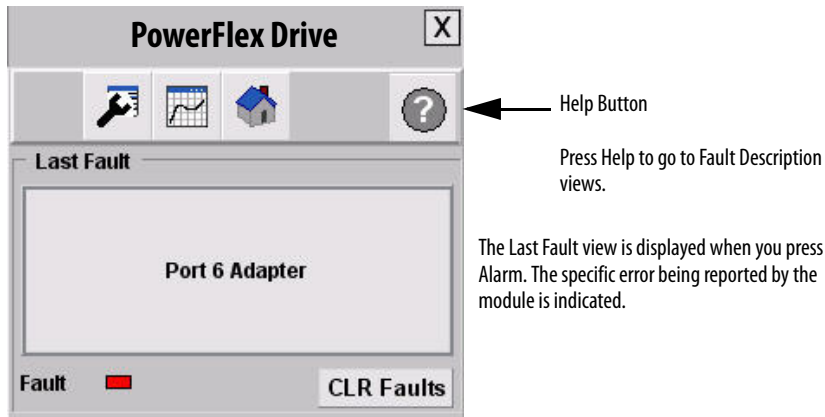 PowerFlex Drive
X
?
Help Button
Press Help to go to Fault Description
views.
Last Fault
Port 6 Adapter
The Last Fault view is displayed when you press
Alarm. The specific error being reported by the
module is indicated.
Fault
CLR Faults